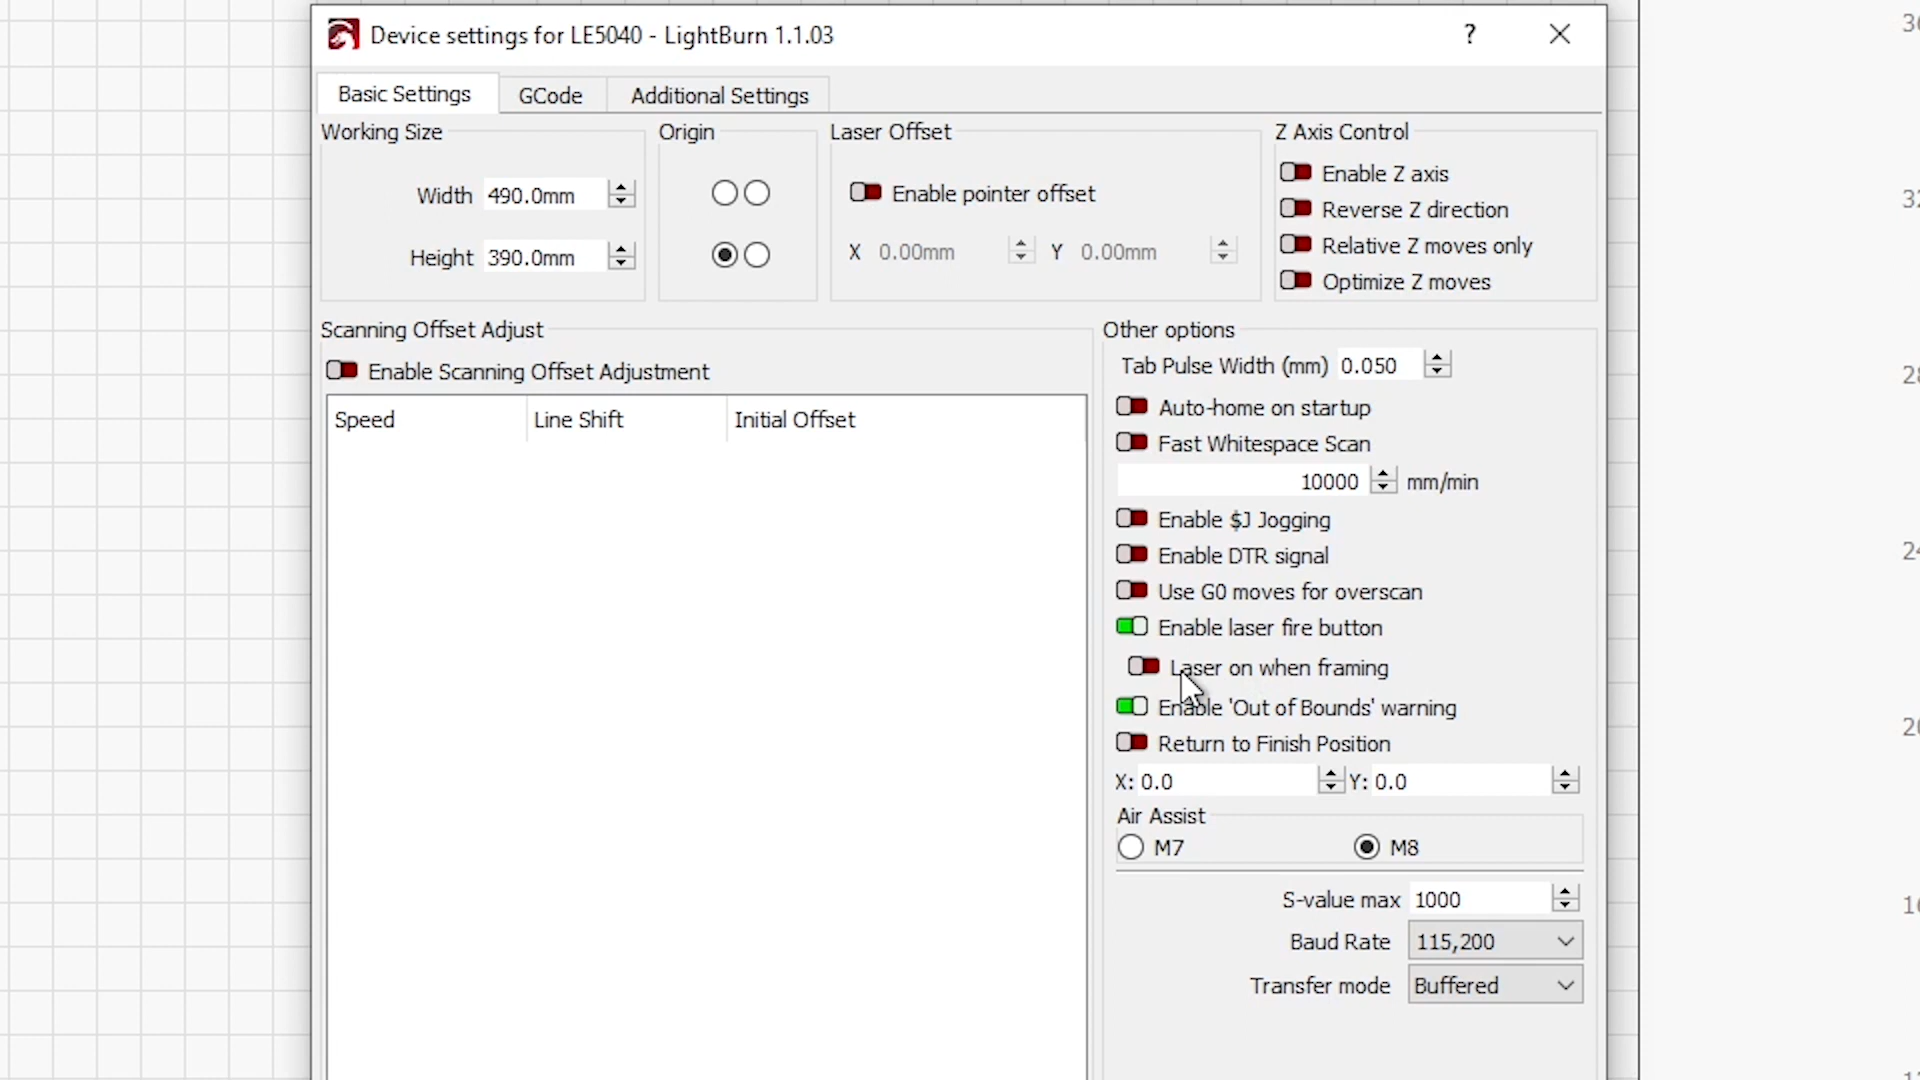 Device settings for LE5040 - LightBurn 1.1.03
?
Basic Settings GCode Additional Settings
Working Size Origin Laser Offset Z Axis Control
Width 490.0mm
Height 390.0mm
Enable pointer offset
X 0.00mm Y 0.00mm
Enable Z axis
Reverse Z direction
Relative Z moves only
Optimize Z moves
Scanning Offset Adjust
Enable Scanning Offset Adjustment
Speed Line Shift Initial Offset
Other options
Tab Pulse Width (mm) 0.050
Auto-home on startup
Fast Whitespace Scan
10000 mm/min
Enable $J Jogging
Enable DTR signal
Use G0 moves for overscan
Enable laser fire button
Laser on when framing
Enable 'Out of Bounds' warning
Return to Finish Position
X: 0.0 Y: 0.0
Air Assist
M7 M8
S-value max 1000
Baud Rate 115,200
Transfer mode Buffered